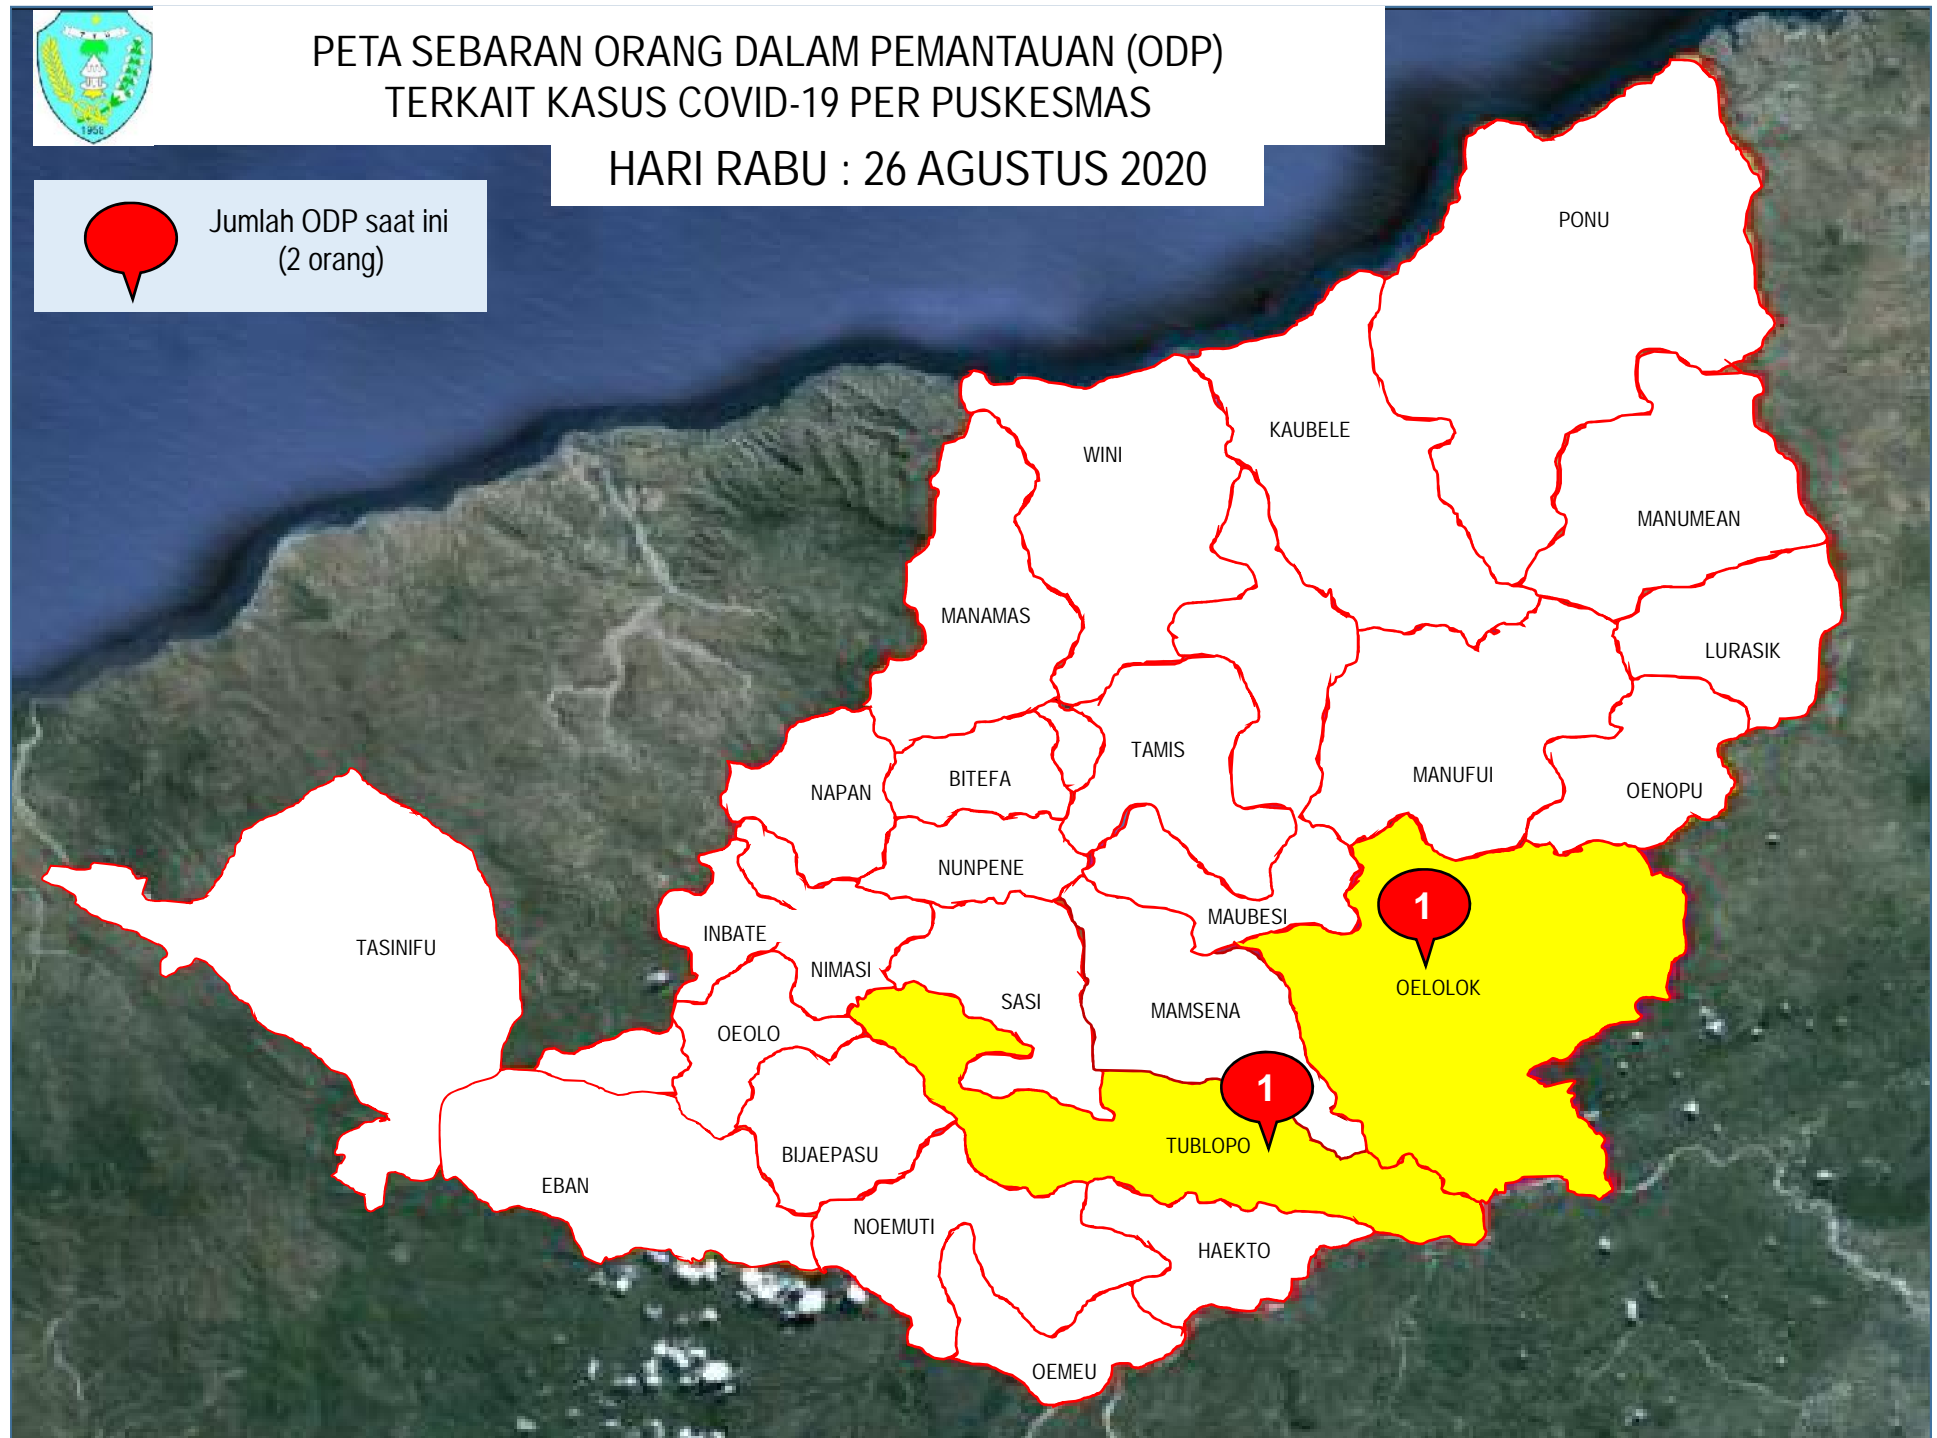 PETA SEBARAN ORANG DALAM PEMANTAUAN (ODP)
TERKAIT KASUS COVID-19 PER PUSKESMAS
HARI RABU : 26 AGUSTUS 2020
1958
Jumlah ODP saat ini
(2 orang)
PONU
KAUBELE
WINI
MANUMEAN
MANAMAS
LURASIK
TAMIS
BITEFA
NAPAN
MANUFUI
OENOPU
NUNPENE
1
MAUBESI
INBATE
TASINIFU
NIMASI
OELOLOK
SASI
MAMSENA
OEOLO
1
TUBLOPO
BIJAEPASU
EBAN
NOEMUTI
HAEKTO
OEMEU